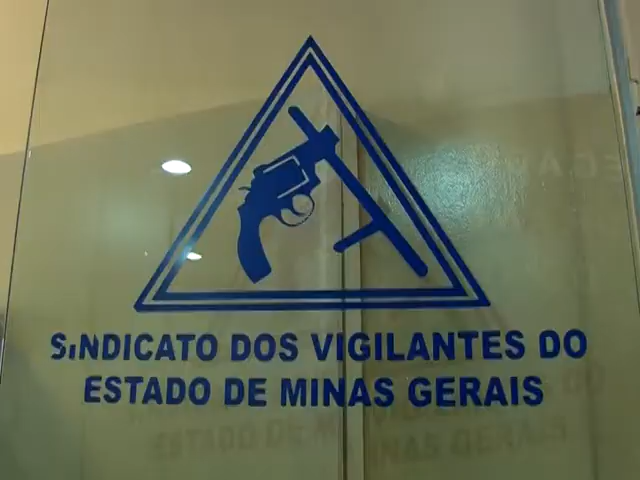 SINDICATO DOS VIGILANTES DO
ESTADO DE MINAS GERAIS